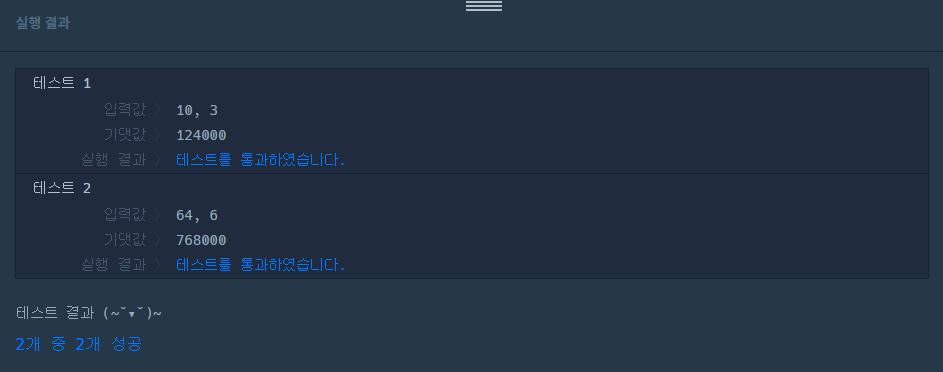 실행 결과
테스트 1
입력값 〉 10, 3
기댓값 〉 124000
실행 결과 〉 테스트를 통과하였습니다.
테스트 2
입력값 〉 64, 6
기댓값 〉 768000
실행 결과 〉 테스트를 통과하였습니다.
테스트 결과 (~˘▾˘)~
2개 중 2개 성공